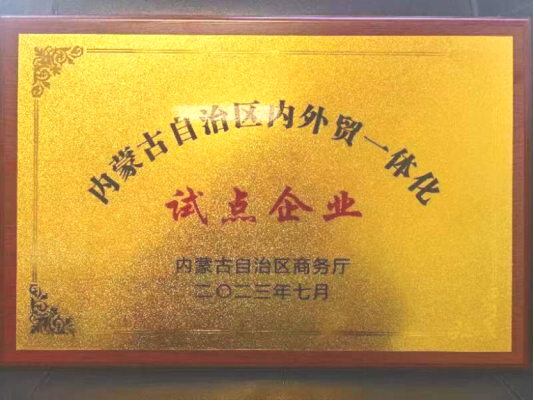 内蒙古自治区内外贸一体化
试点企业
内蒙古自治区商务厅
二〇二三年七月